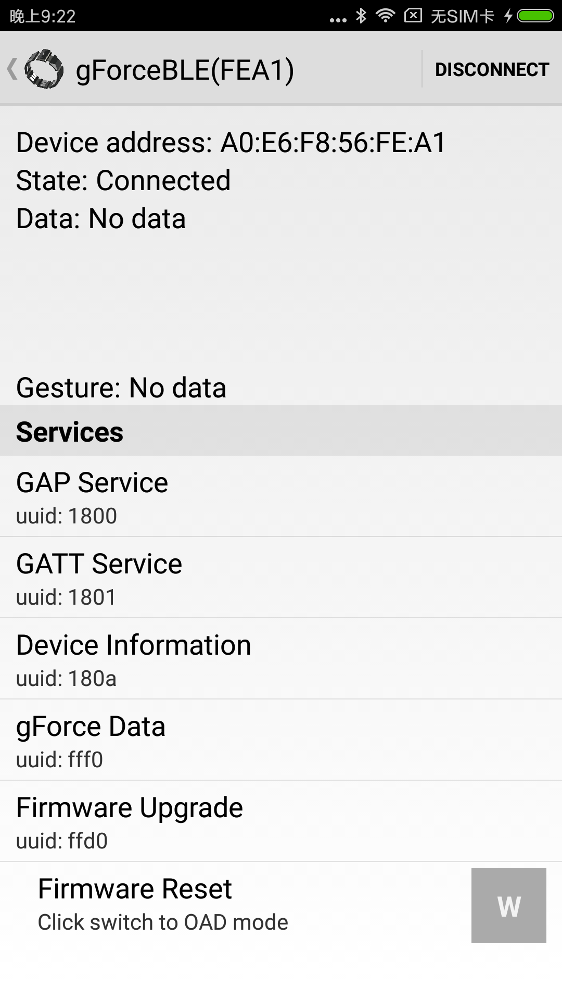 晚上9:22
无SIM卡
gForceBLE(FEA1)
DISCONNECT
Device address: A0:E6:F8:56:FE:A1
State: Connected
Data: No data
Gesture: No data
Services
GAP Service
uuid: 1800
GATT Service
uuid: 1801
Device Information
uuid: 180a
gForce Data
uuid: fff0
Firmware Upgrade
uuid: ffd0
Firmware Reset
W
Click switch to OAD mode